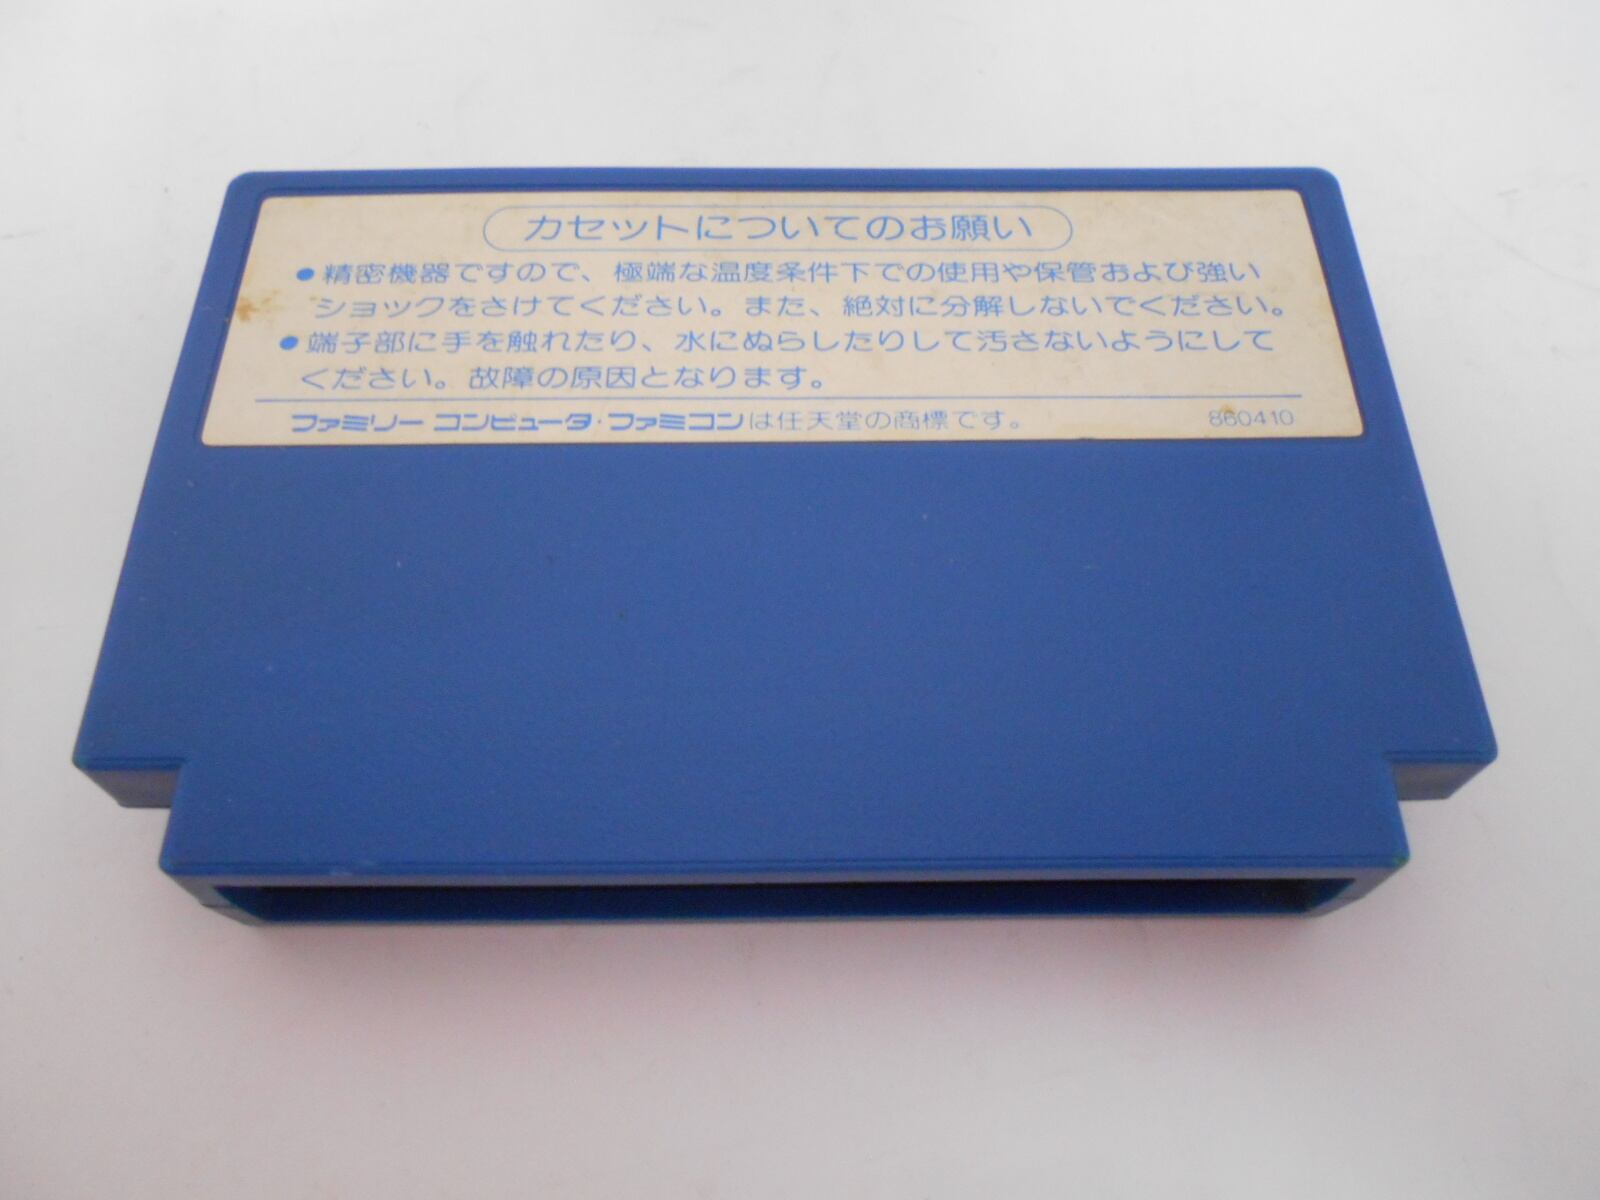 カセットについてのお願い
●精密機器ですので、極端な温度条件下での使用や保管および強い
ショックをさけてください。また、絶対に分解しないでください。
●端子部に手を触れたり、水にぬらしたりして汚さないようにして
ください。故障の原因となります。
ファミリー コンピュータ・ファミコンは任天堂の商標です。 860410